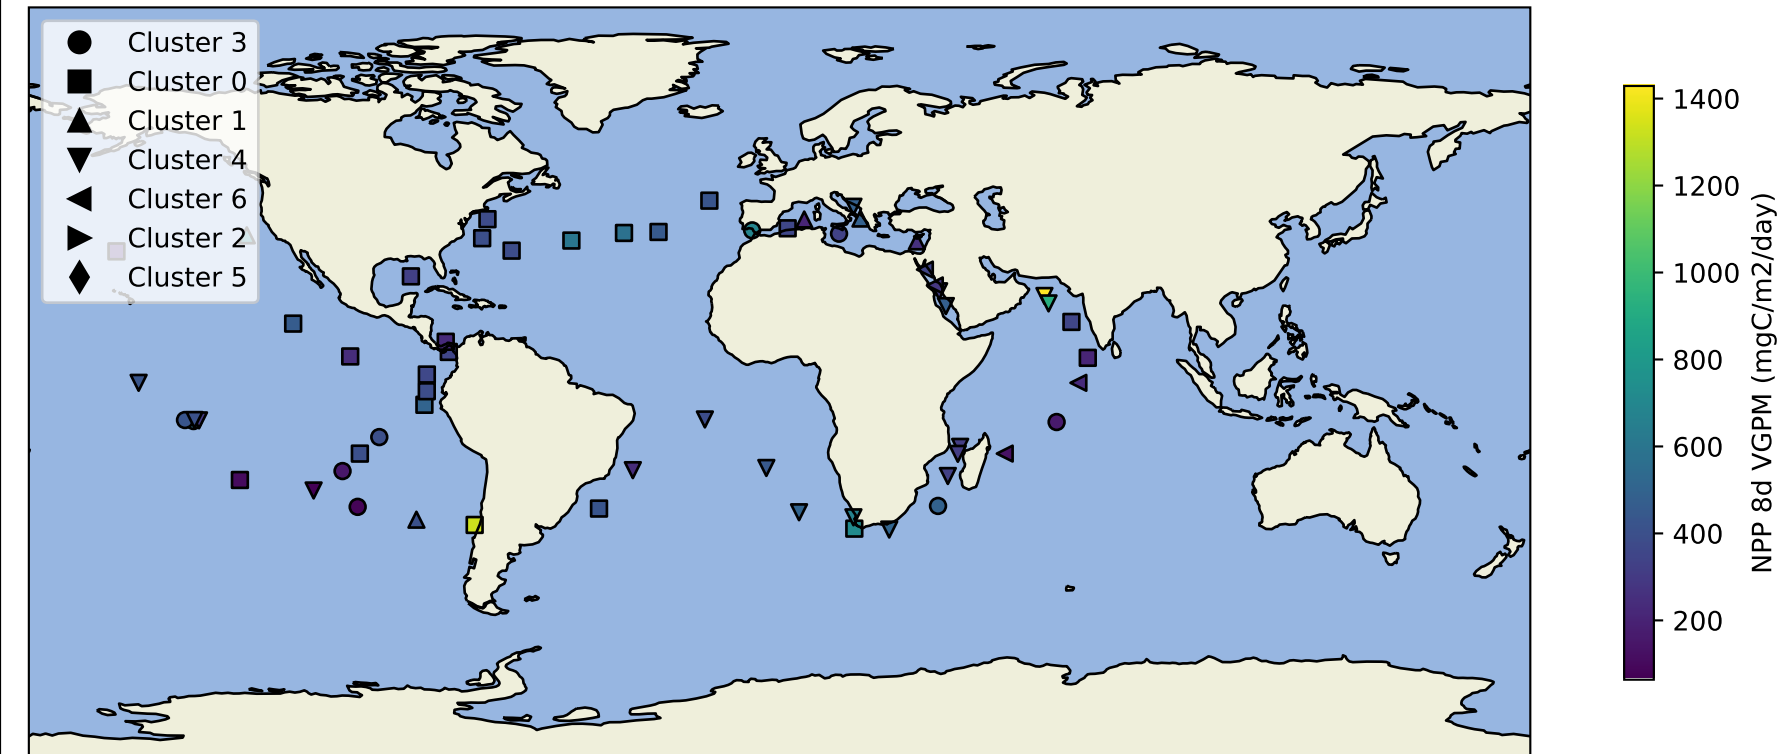 Cluster 3
Cluster 0
Cluster 1
Cluster 4
Cluster 6
Cluster 2
Cluster 5
1400
1200
1000
800
600
400
200
NPP 8d VGPM (mgC/m2/day)